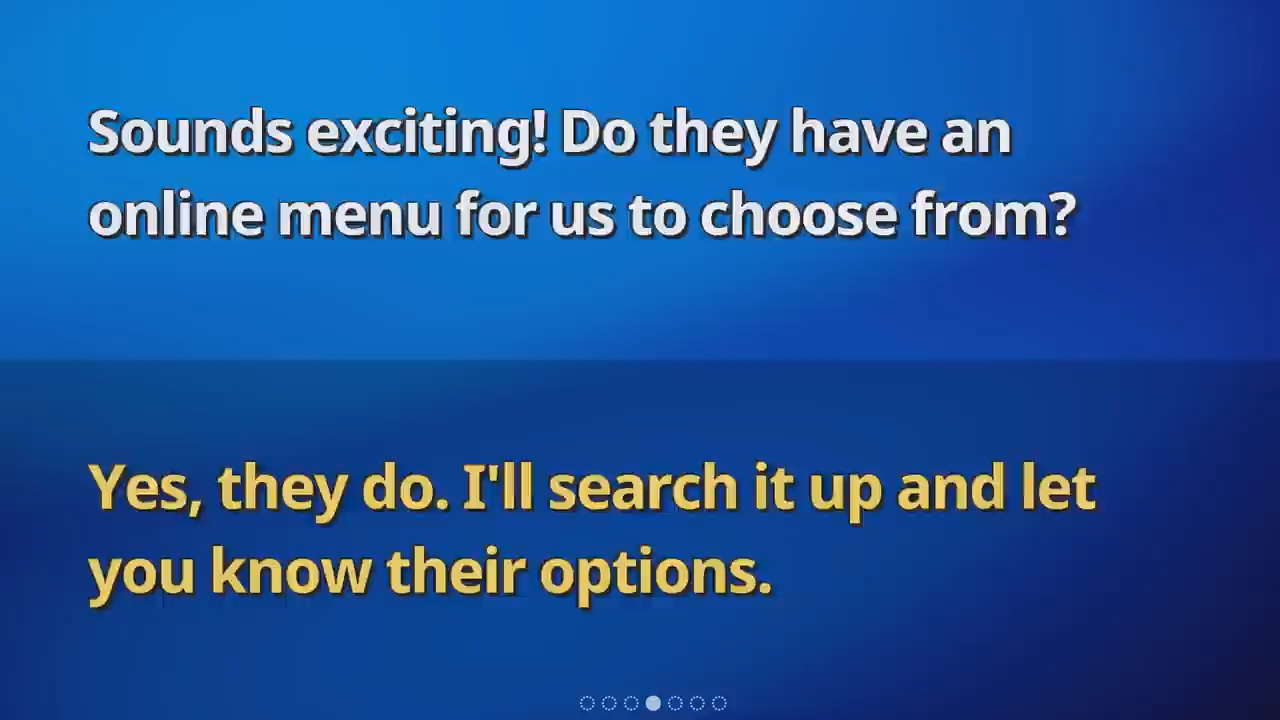 Sounds exciting! Do they have an
online menu for us to choose from?
Yes, they do. I'll search it up and let
you know their options.